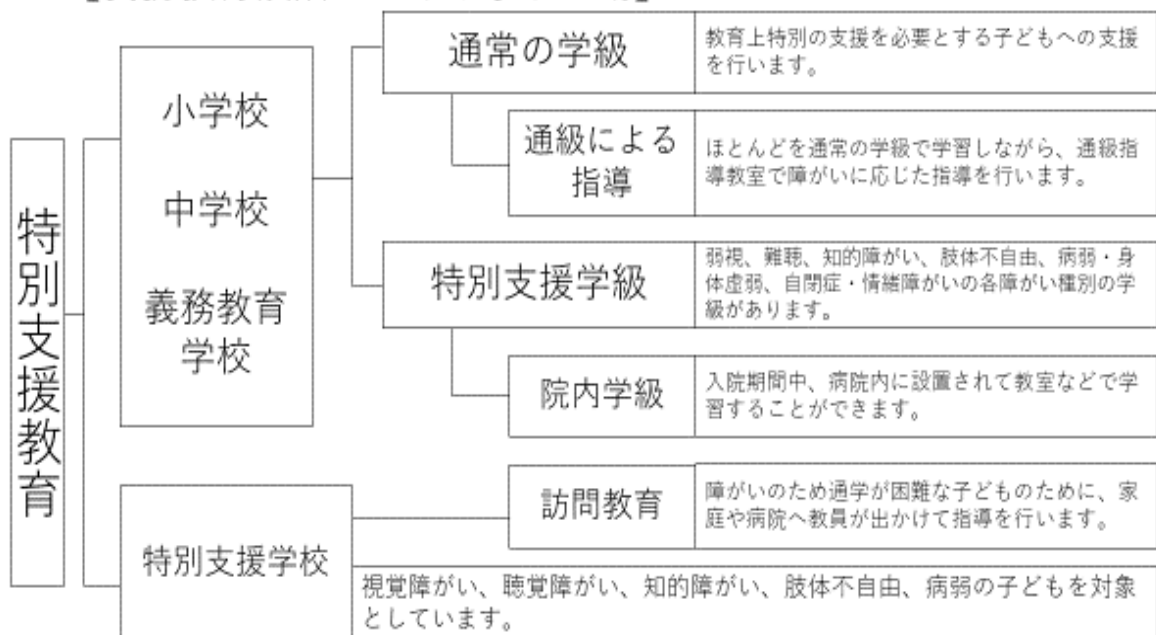 特別支援教育
小学校
中学校
義務教育
学校
通常の学級
教育上特別の支援を必要とする子どもへの支援
を行います。
通級による
指導
ほとんどを通常の学級で学習しながら、通級指
導教室で障がいに応じた指導を行います。
特別支援学級
弱視、難聴、知的障がい、肢体不自由、病弱・身
体虚弱、自閉症・情緒障がいの各障がい種別の学
級があります。
院内学級
入院期間中、病院内に設置されて教室などで学
習することができます。
特別支援学校
訪問教育
障がいのため通学が困難な子どものために、家
庭や病院へ教員が出かけて指導を行います。
視覚障がい、聴覚障がい、知的障がい、肢体不自由、病弱の子どもを対象
としています。